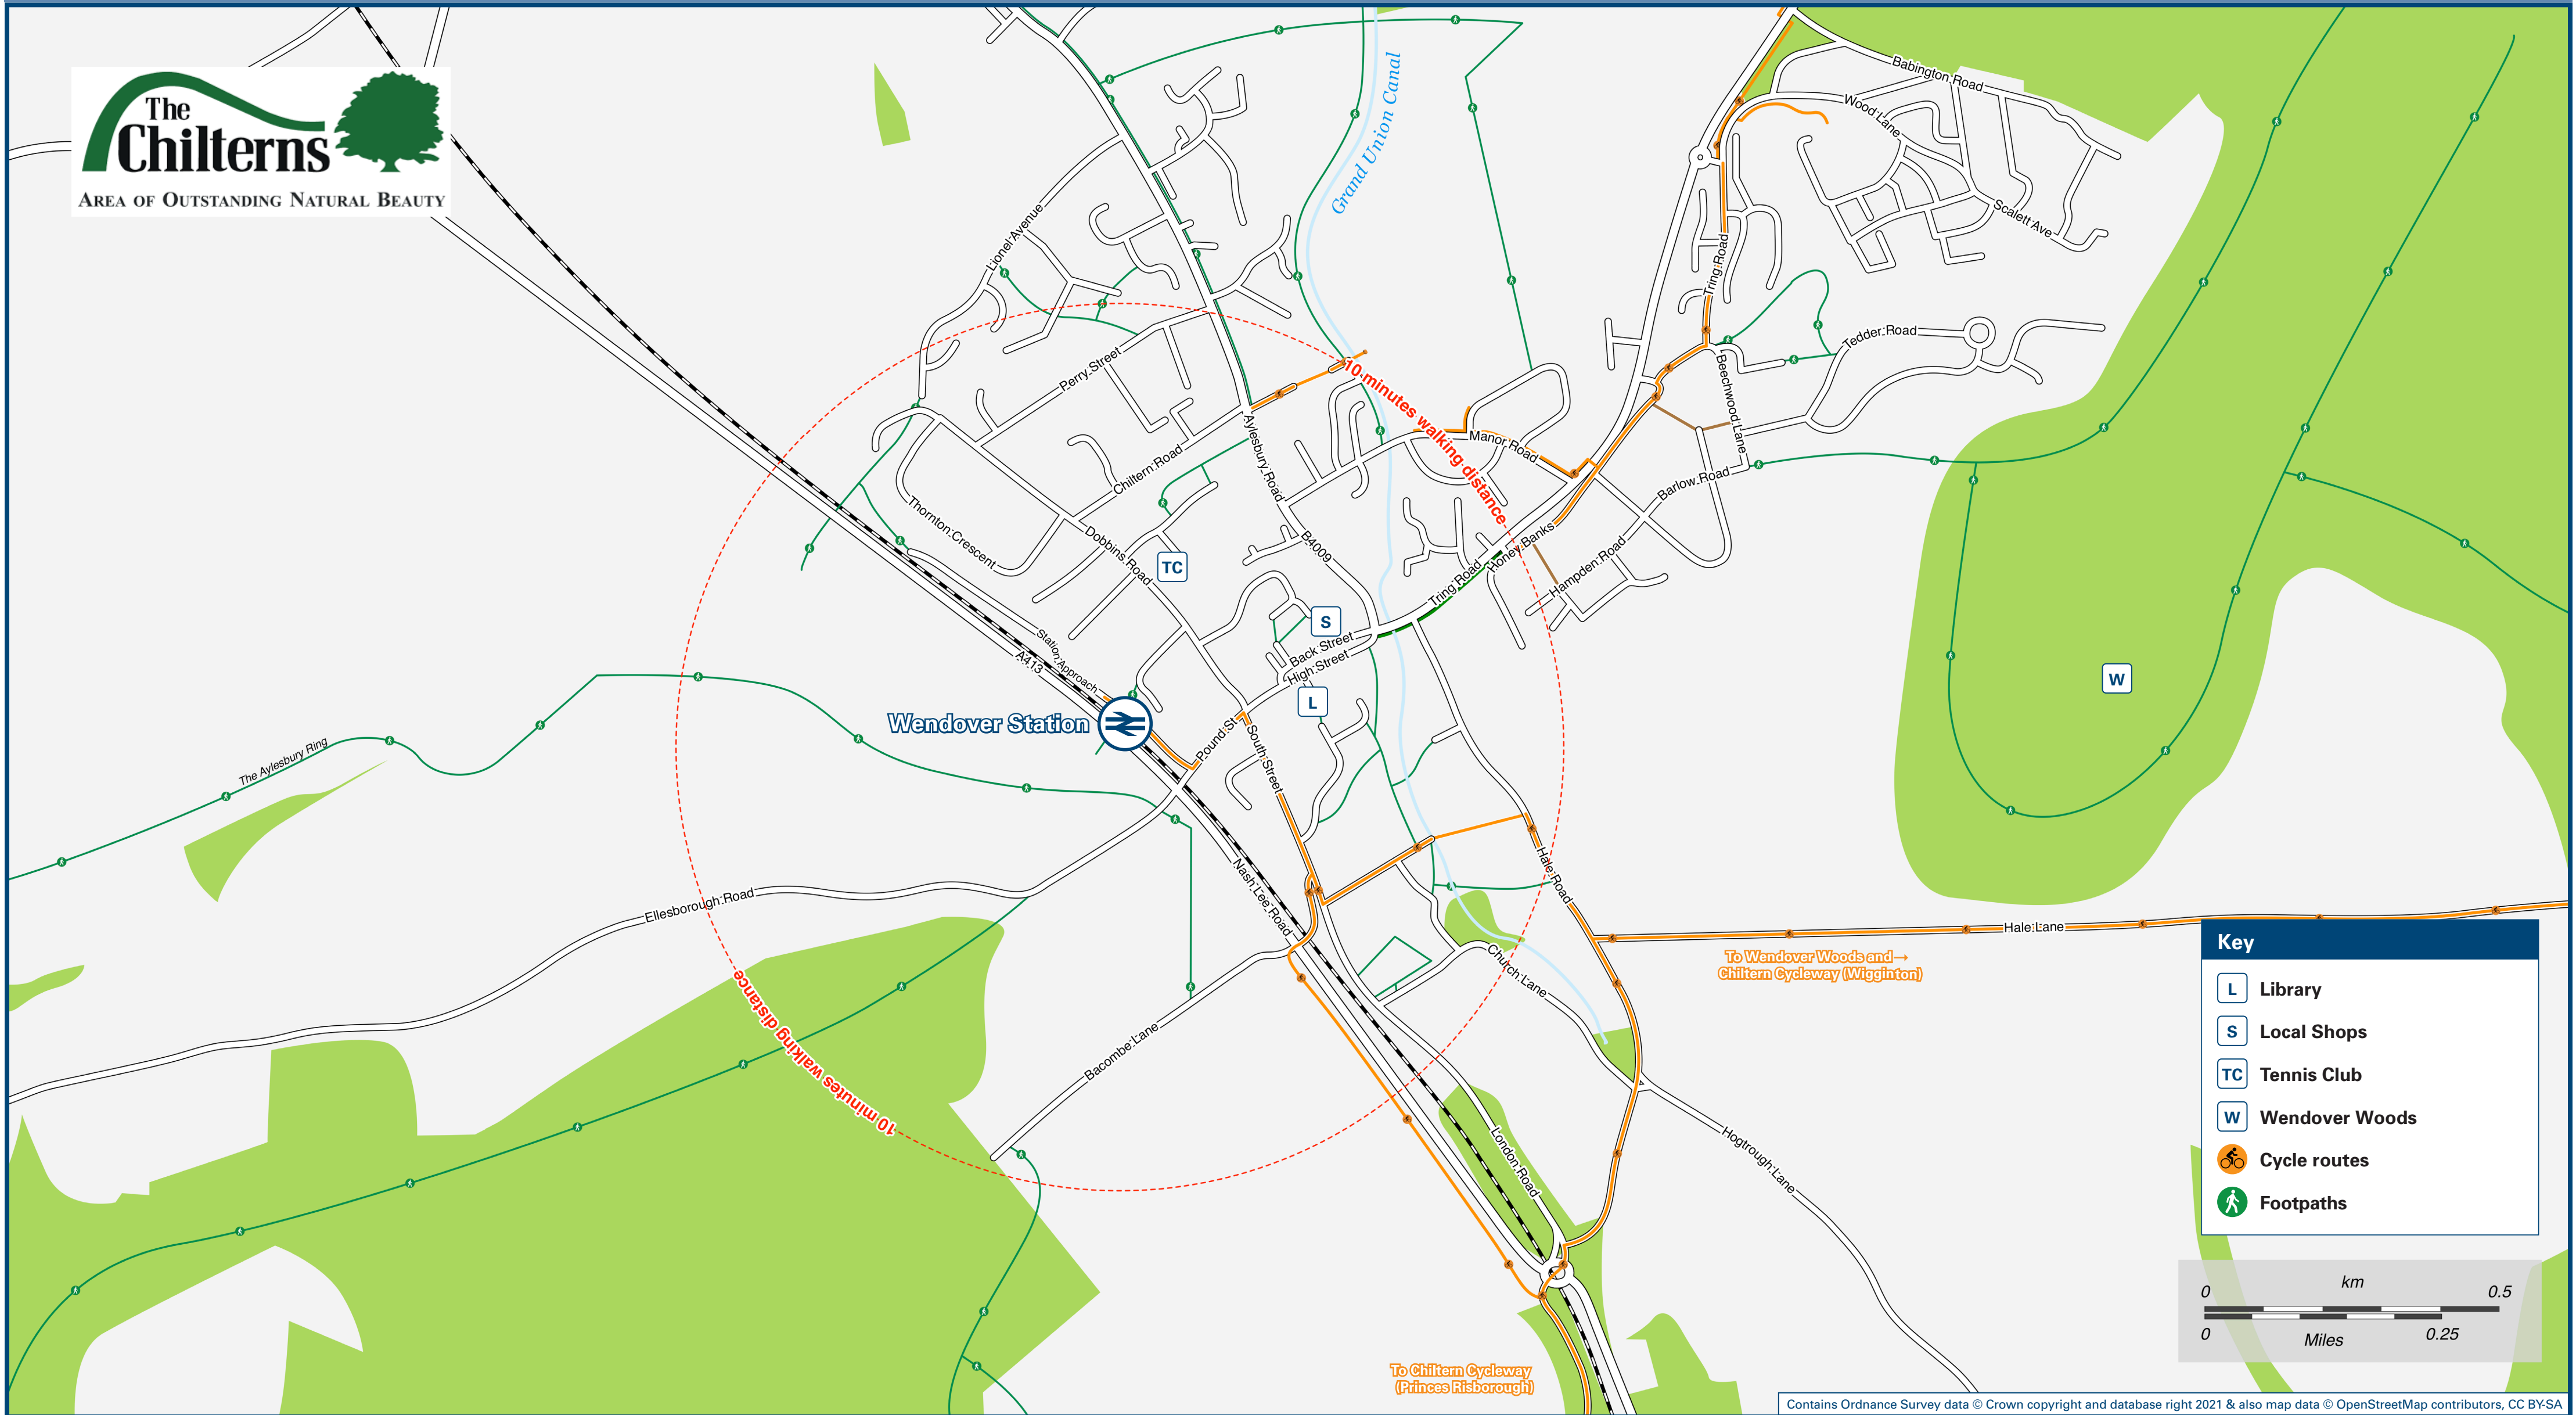 The
Chilterns
AREA OF OUTSTANDING NATURAL BEAUTY
Grand Union Canal
Babington Road
Wood Lane
Scalett Ave
Lionel Avenue
Tring Road
Tedder Road
Beechwood Lane
Perry Street
10 minutes walking distance
Manor Road
Aylesbury Road
Chiltern Road
Barlow Road
Thornton Crescent
Dobbins Road
B4009
Honey Banks
Tring Road
Hampden Road
TC
S
Back Street
High Street
Station Approach
A413
L
W
Wendover Station
Pound St
South Street
The Aylesbury Ring
Nash Lee Road
Hale Road
Ellesborough Road
Hale Lane
To Wendover Woods and→
Chiltern Cycleway (Wigginton)
Church Lane
10 minutes walking distance
Bacombe Lane
London Road
Hogtrough Lane
To Chiltern Cycleway
(Princes Risborough)
Key
L Library
S Local Shops
TC Tennis Club
W Wendover Woods
Cycle routes
Footpaths
km
0 0.5
0 0.25
Miles
Contains Ordnance Survey data © Crown copyright and database right 2021 & also map data © OpenStreetMap contributors, CC BY-SA